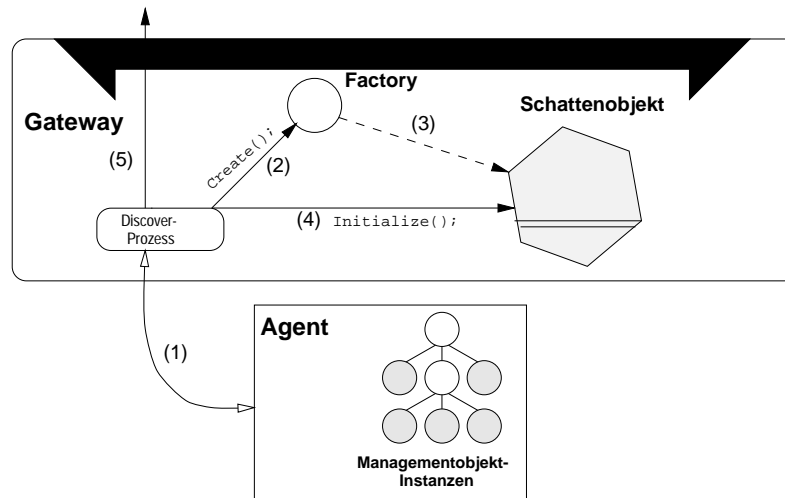 Factory
Schattenobjekt
Gateway
(3)
(5)
Create();
(2)
Discover-
Prozess
(4)
Initialize();
(1)
Agent
Managementobjekt-
Instanzen